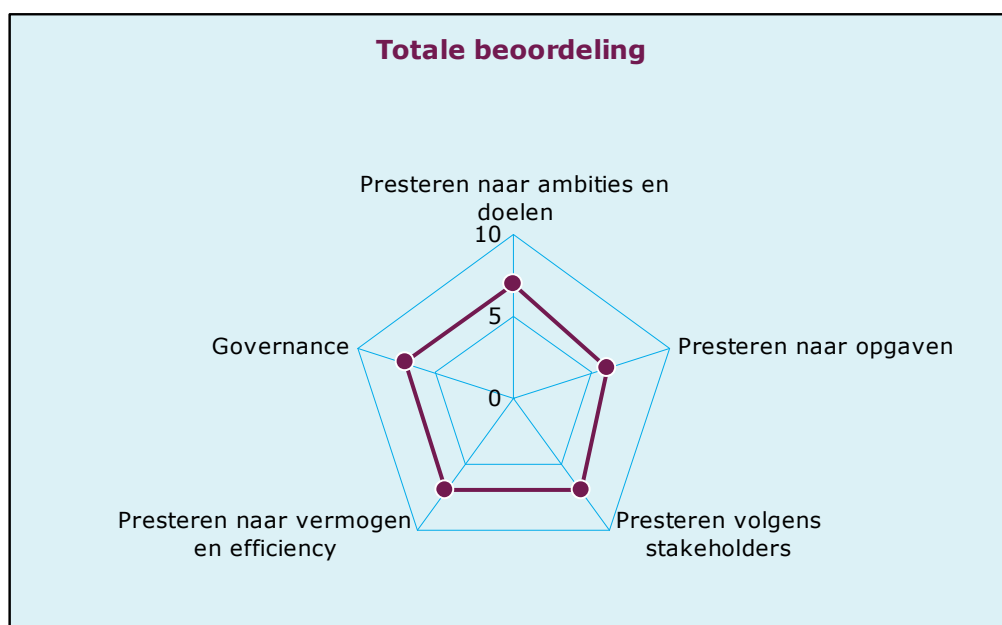 Totale beoordeling
Presteren naar ambities en
doelen
10
5
0
Governance
Presteren naar opgaven
Presteren naar vermogen
en efficiency
Presteren volgens
stakeholders